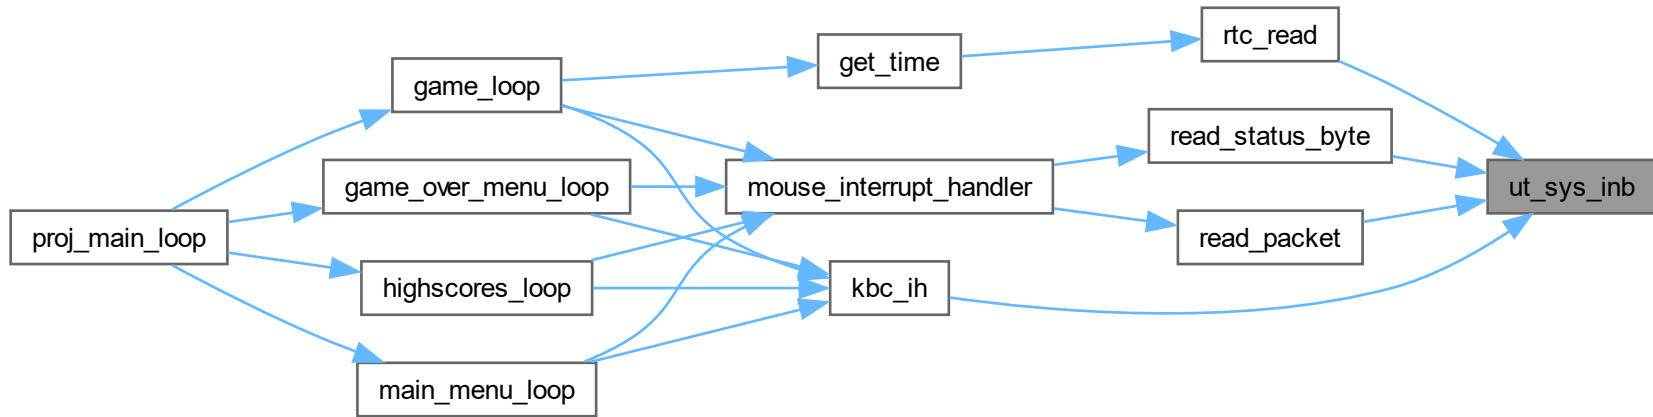 rtc_read
get_time
game_loop
read_status_byte
game_over_menu_loop
mouse_interrupt_handler
ut_sys_inb
proj_main_loop
read_packet
highscores_loop
kbc_ih
main_menu_loop